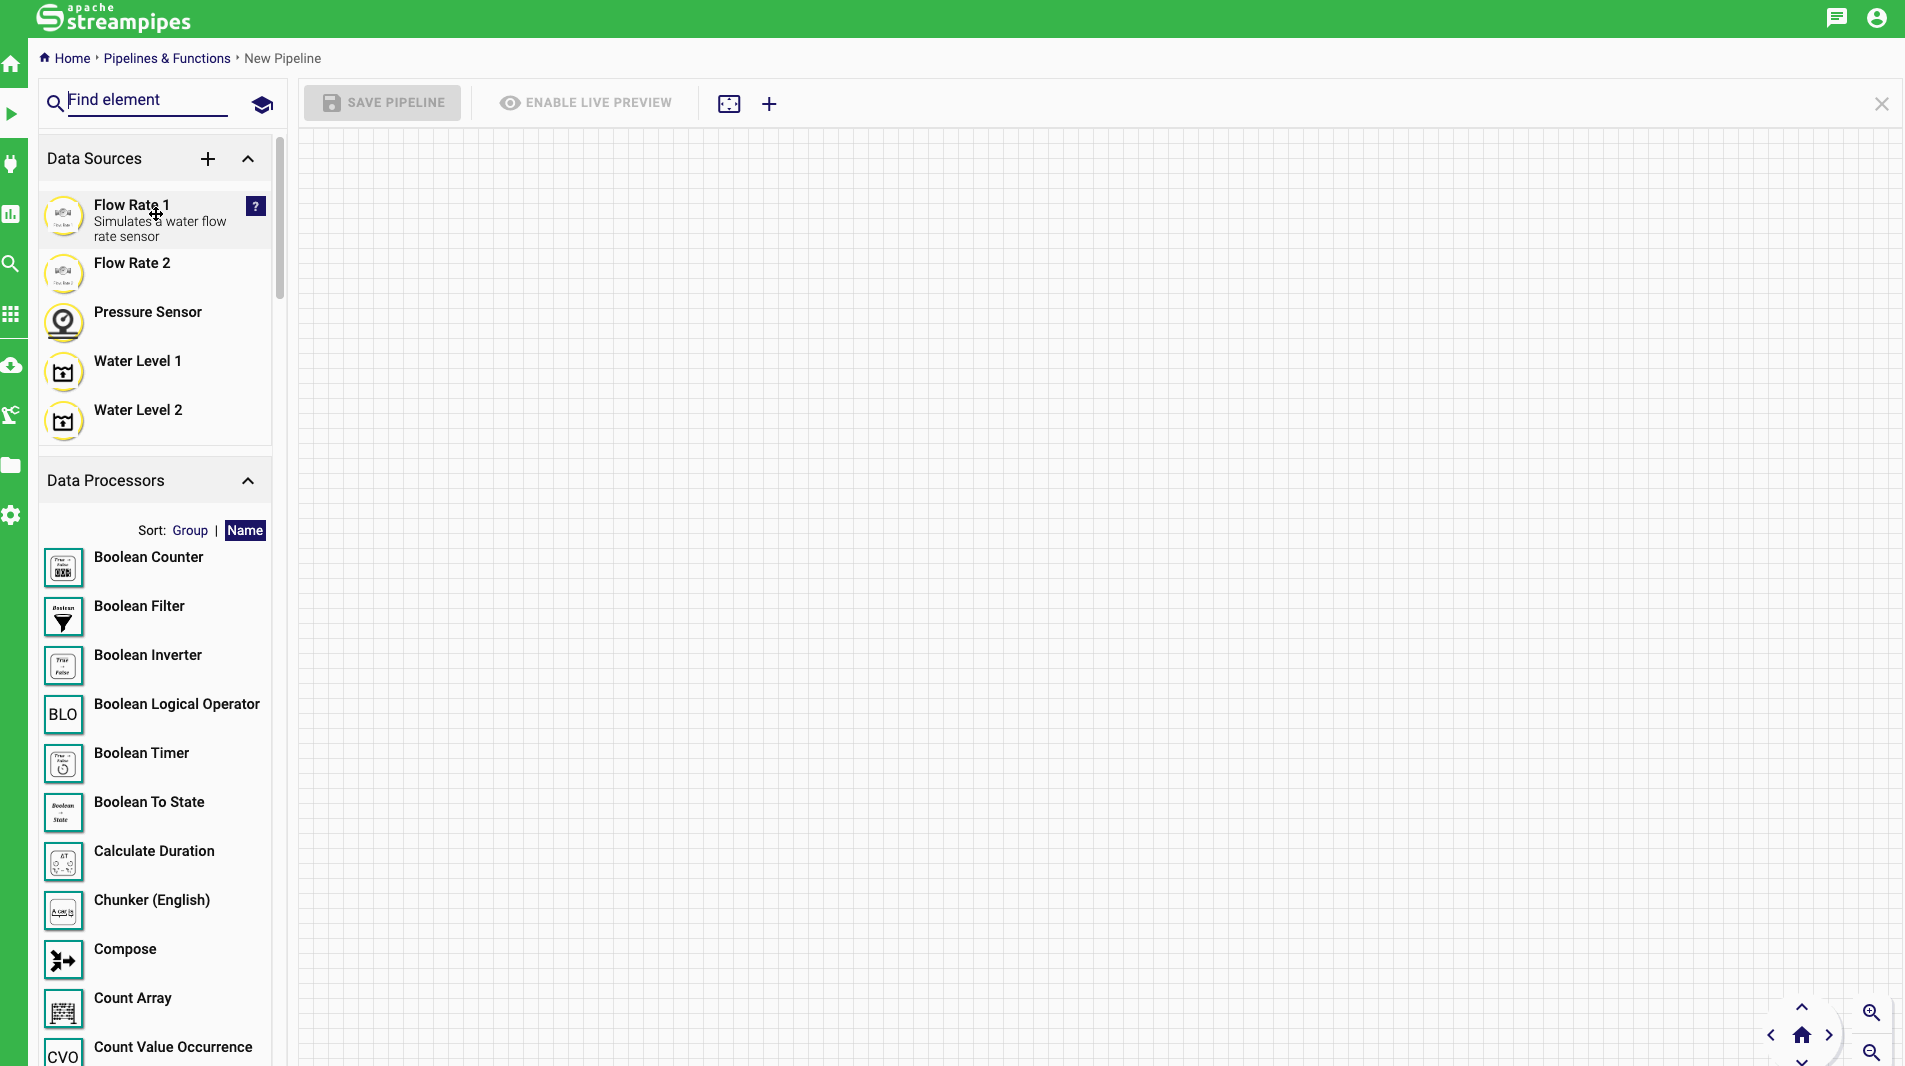 apache
streampipes
Home › Pipelines & Functions › New Pipeline
Find element
SAVE PIPELINE
ENABLE LIVE PREVIEW
Data Sources
Flow Rate 1
?
Simulates a water flow
rate sensor
Flow Rate 2
Pressure Sensor
Water Level 1
Water Level 2
Data Processors
Sort: Group | Name
Boolean Counter
Boolean Filter
Boolean Inverter
BLO
Boolean Logical Operator
Boolean Timer
Boolean To State
Calculate Duration
Chunker (English)
Compose
Count Array
CVO
Count Value Occurrence